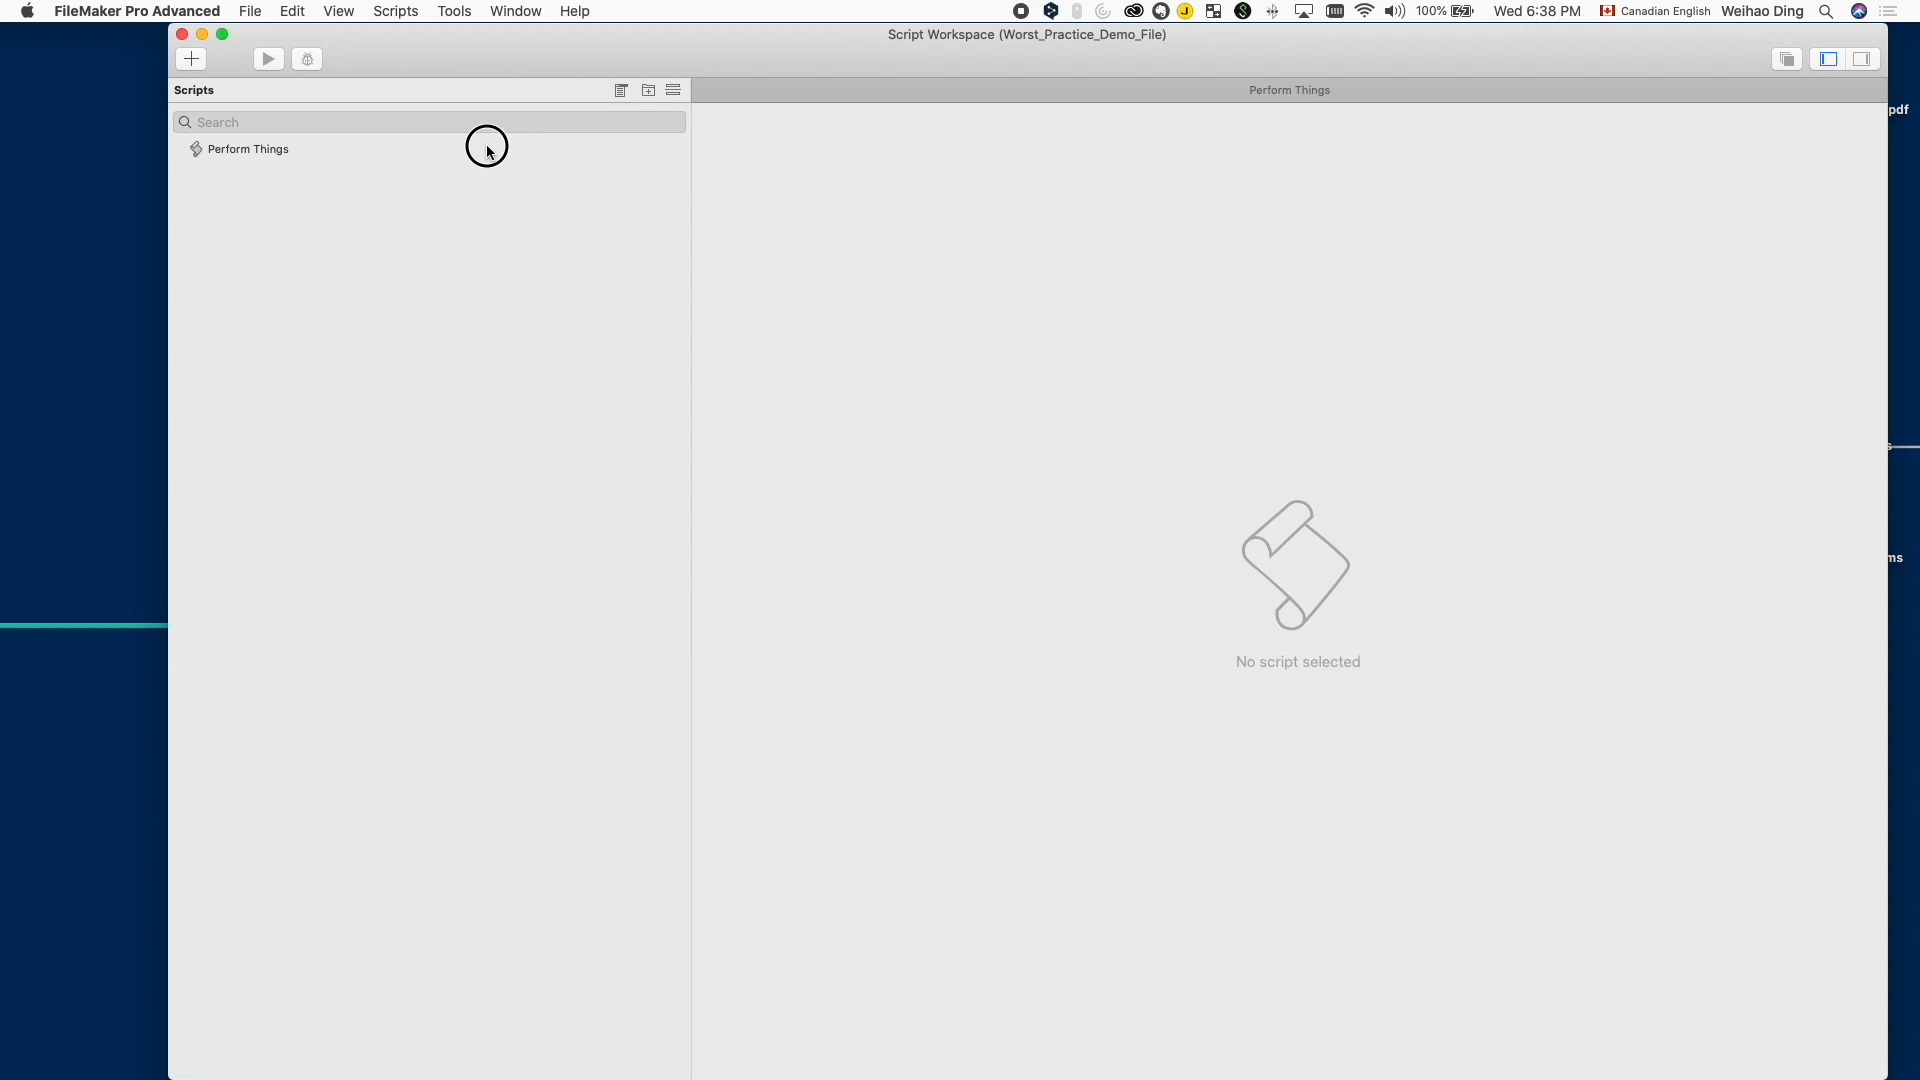 FileMaker Pro Advanced File Edit View Scripts Tools Window Help 100% Wed 6:38 PM Canadian English Weihao Ding
Script Workspace (Worst_Practice_Demo_File)
Scripts
Perform Things
pdf
Search
Perform Things
s
ms
No script selected